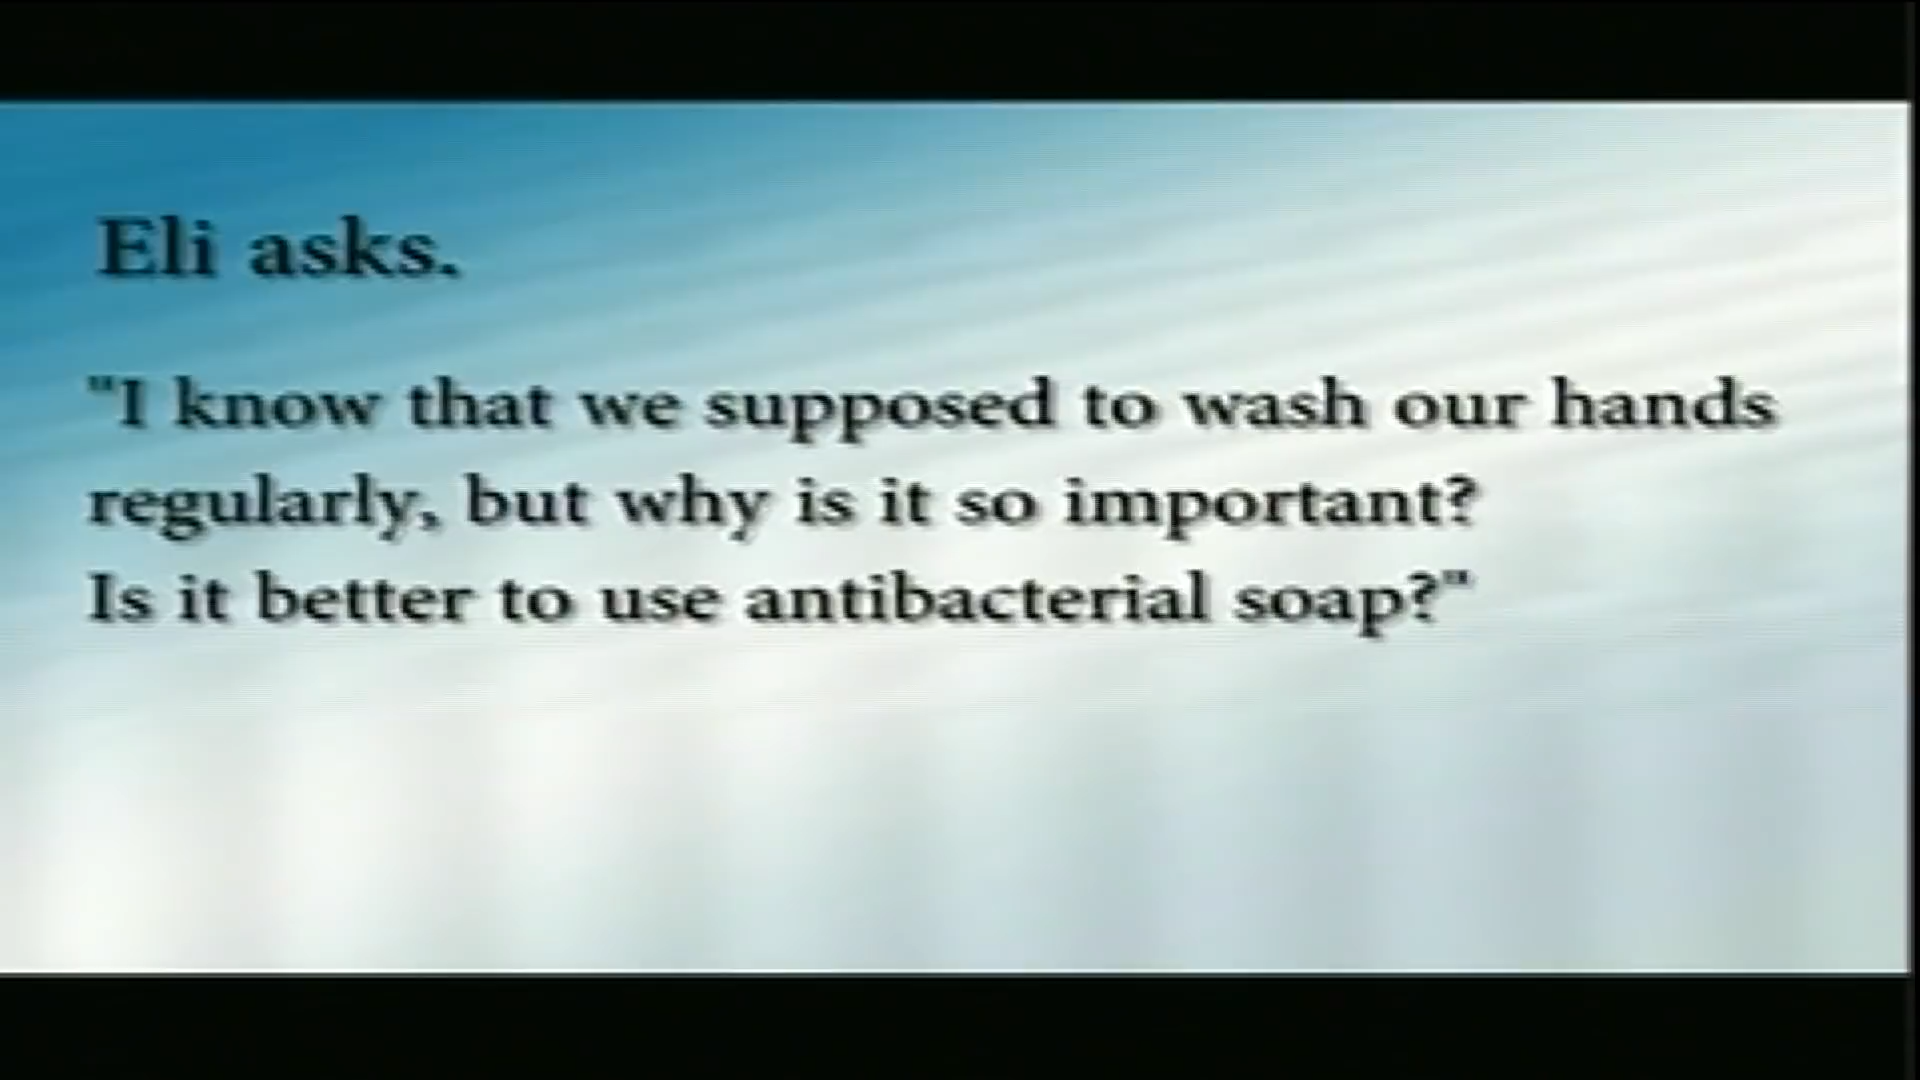 Eli asks.
"I know that we supposed to wash our hands
regularly, but why is it so important?
Is it better to use antibacterial soap?"